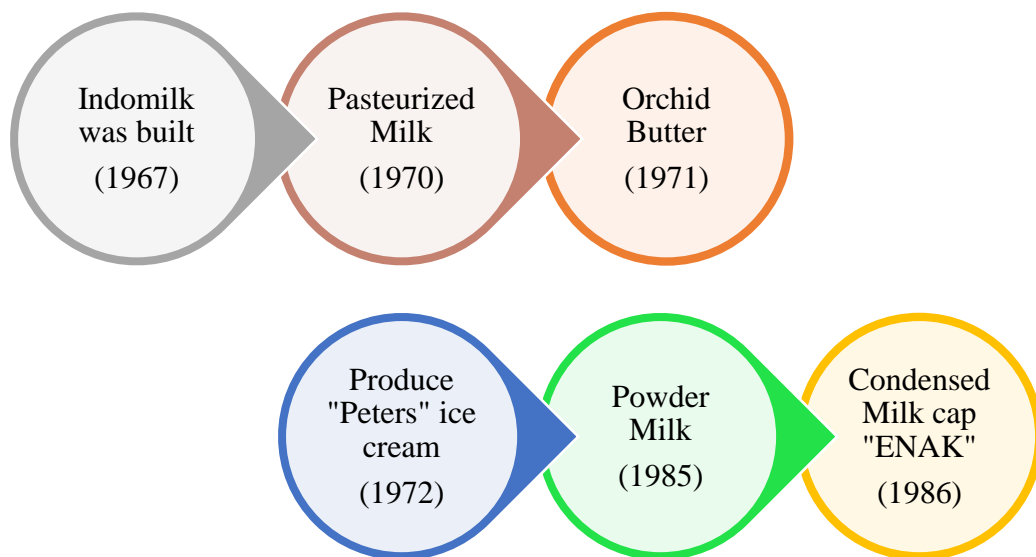 Indomilk
was built
(1967)
Pasteurized
Milk
(1970)
Orchid
Butter
(1971)
Produce
"Peters" ice
cream
(1972)
Powder
Milk
(1985)
Condensed
Milk cap
"ENAK"
(1986)